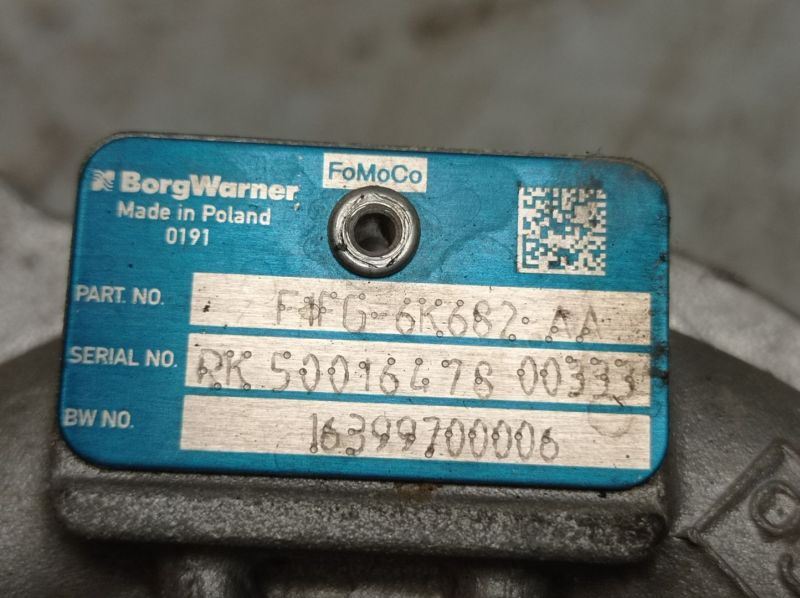 FoMoCo
BorgWarner
Made in Poland
0191
PART. NO. F1FG-6K682-AA
SERIAL NO. RK 50016478 00333
BW NO. 16399700006